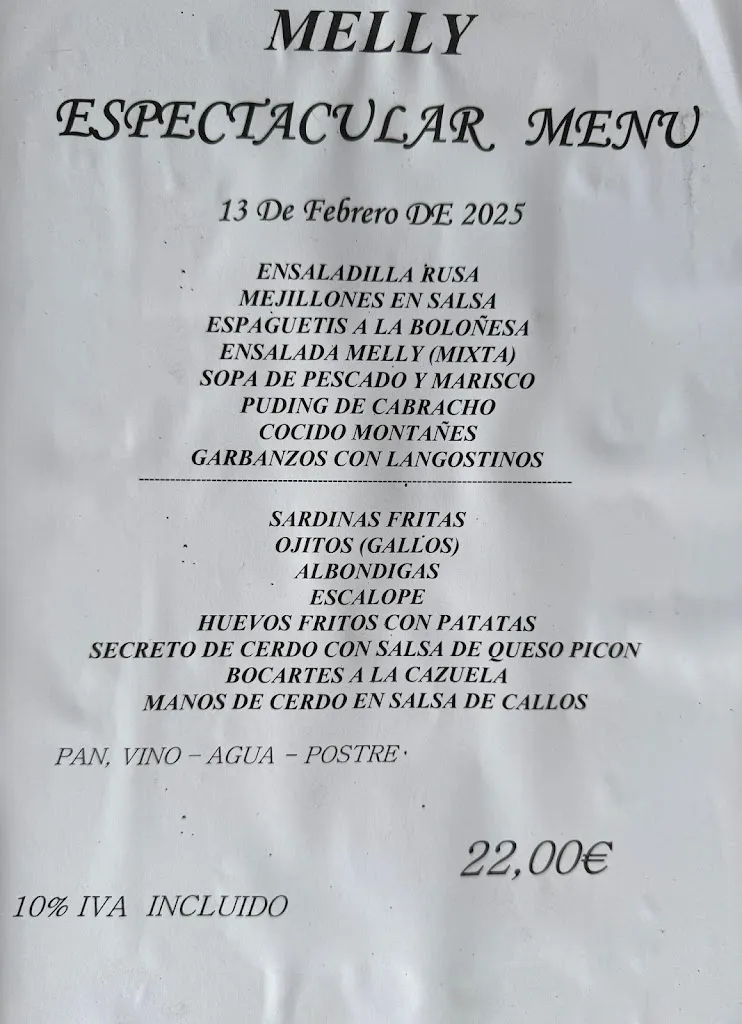 MELLY
ESPECTACULAR MENU
13 De Febrero DE 2025
ENSALADILLA RUSA
MEJILLONES EN SALSA
ESPAGUETIS A LA BOLOÑESA
ENSALADA MELLY (MIXTA)
SOPA DE PESCADO Y MARISCO
PUDING DE CABRACHO
COCIDO MONTAÑES
GARBANZOS CON LANGOSTINOS
SARDINAS FRITAS
OJITOS (GALLOS)
ALBONDIGAS
ESCALOPE
HUEVOS FRITOS CON PATATAS
SECRETO DE CERDO CON SALSA DE QUESO PICON
BOCARTES A LA CAZUELA
MANOS DE CERDO EN SALSA DE CALLOS
PAN, VINO – AGUA – POSTRE
22,00€
10% IVA INCLUIDO